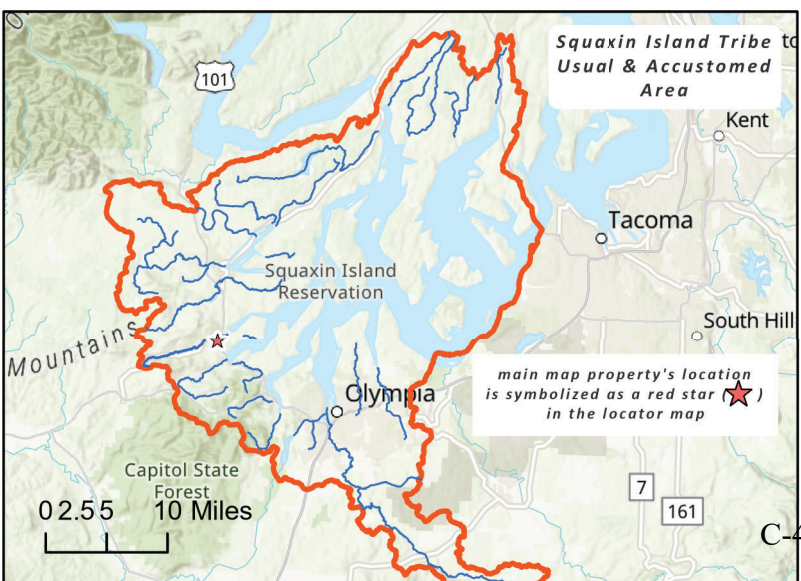 Squaxin Island Tribe
Usual & Accustomed
Area
101
Kent
Tacoma
Squaxin Island
Reservation
South Hill
Mountains
main map property's location
is symbolized as a red star ( )
in the locator map
Olympia
Capitol State
Forest
7
161
0 2.5 5 10 Miles
C-4